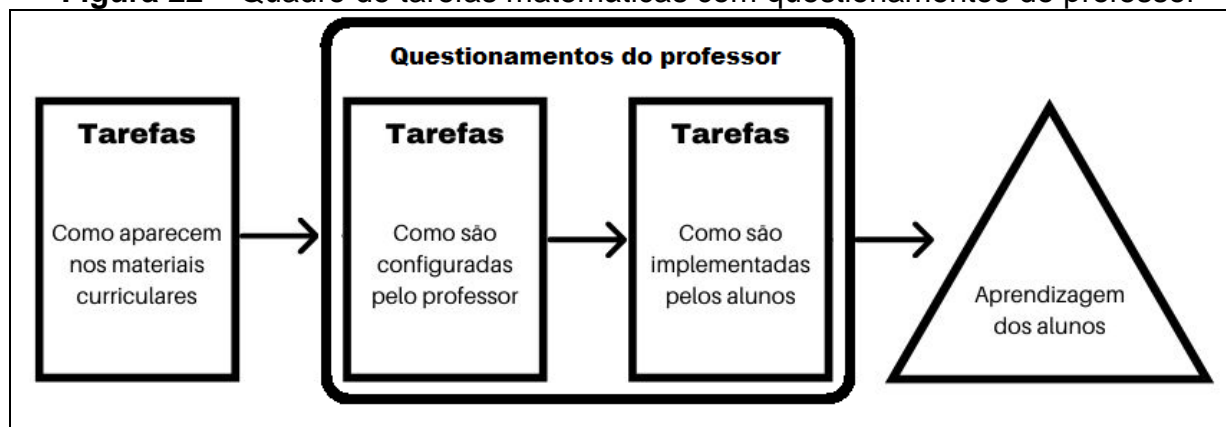 Questionamentos do professor
Tarefas
Como aparecem
nos materiais
curriculares
Tarefas
Como são
configuradas
pelo professor
Tarefas
Como são
implementadas
pelos alunos
Aprendizagem
dos alunos